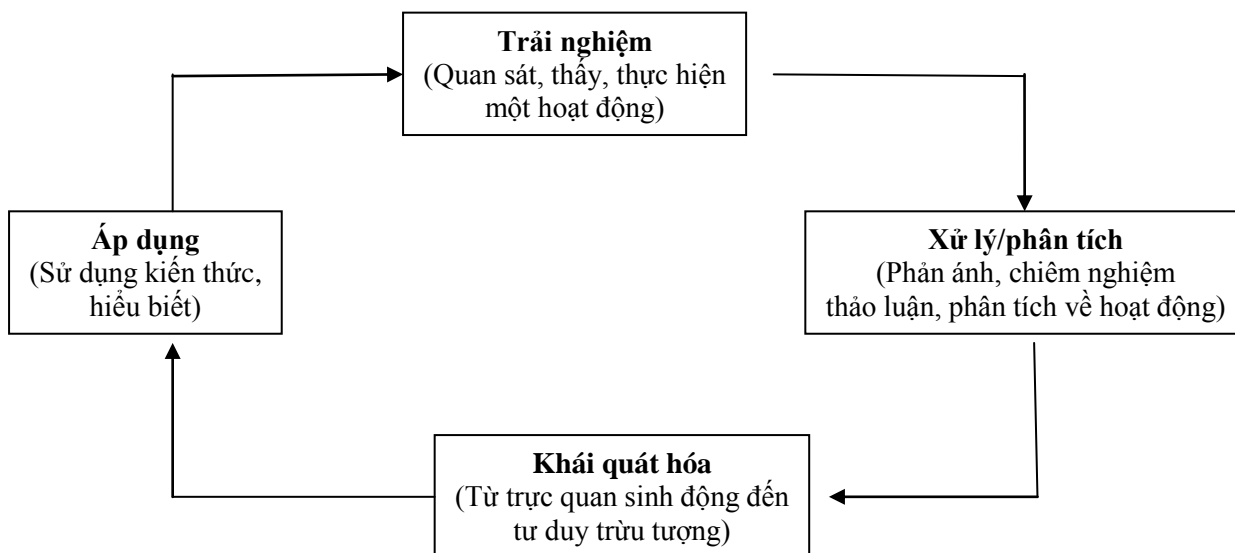 Trải nghiệm
(Quan sát, thấy, thực hiện
một hoạt động)
Áp dụng
(Sử dụng kiến thức,
hiểu biết)
Xử lý/phân tích
(Phản ánh, chiêm nghiệm
thảo luận, phân tích về hoạt động)
Khái quát hóa
(Từ trực quan sinh động đến
tư duy trừu tượng)